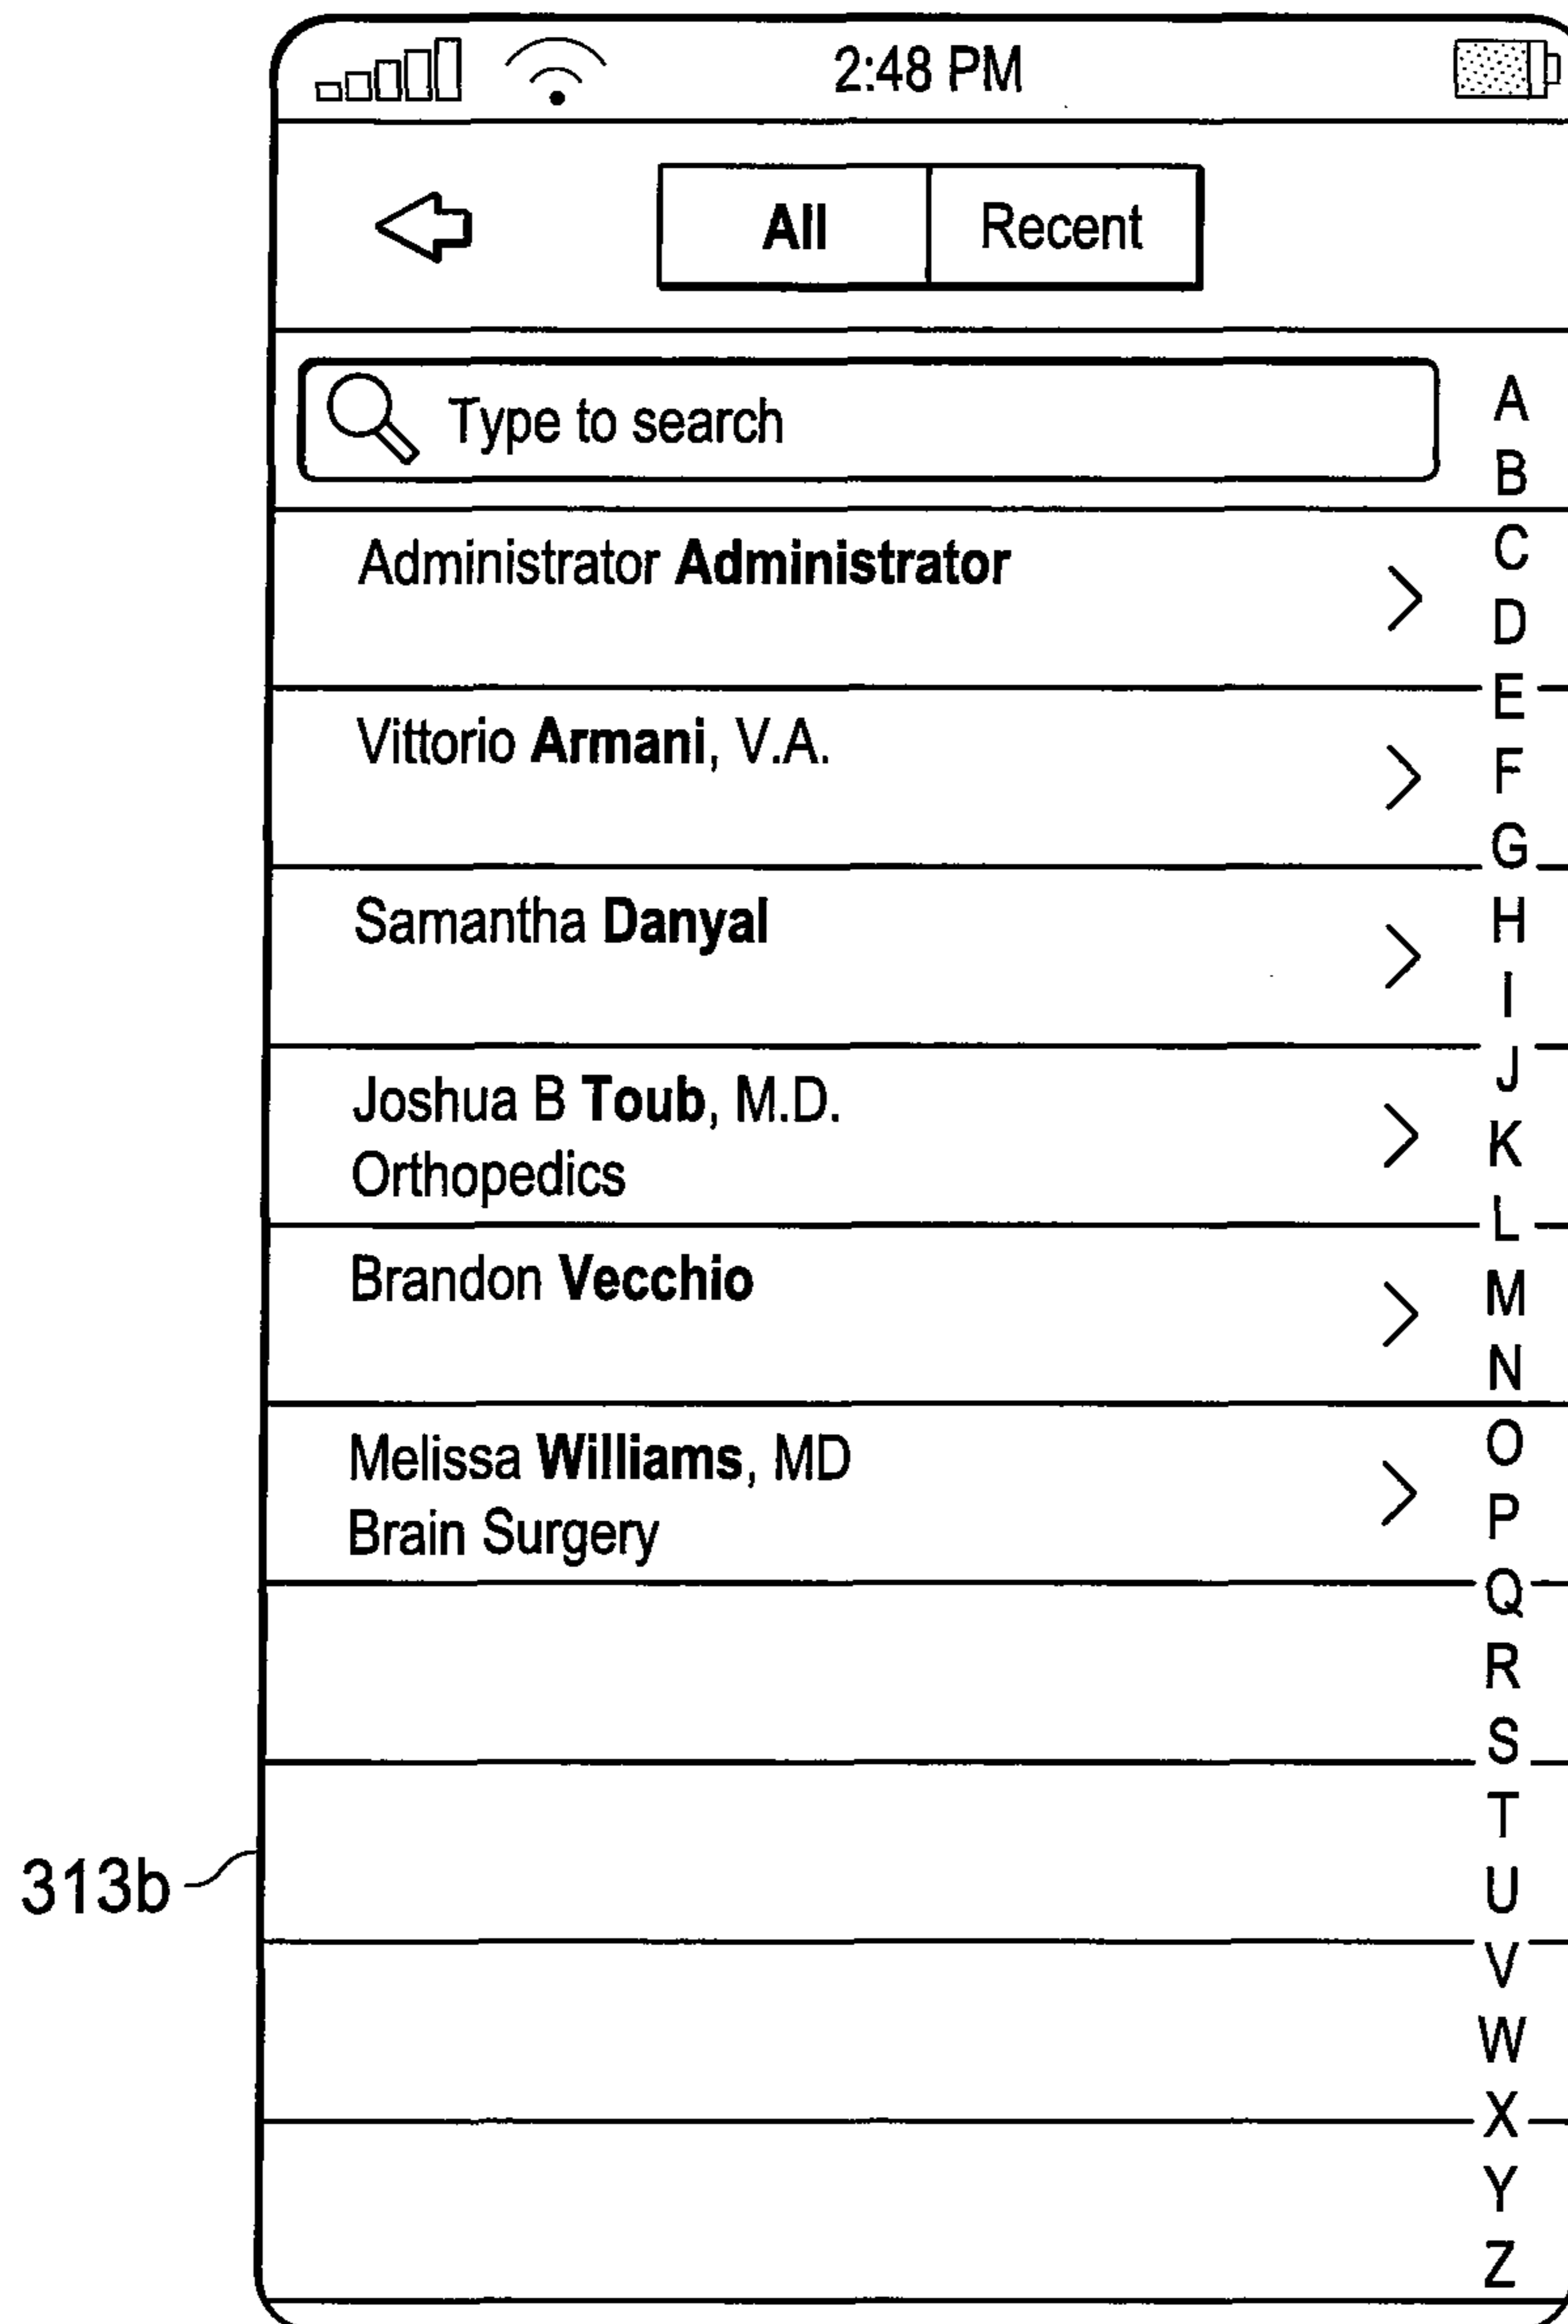 2:48 PM
All Recent
Type to search
Administrator Administrator
Vittorio Armani, V.A.
Samantha Danyal
Joshua B Toub, M.D.
Orthopedics
Brandon Vecchio
Melissa Williams, MD
Brain Surgery
A
B
C
D
E
F
G
H
I
J
K
L
M
N
O
P
Q
R
S
T
U
V
W
X
Y
Z
313b